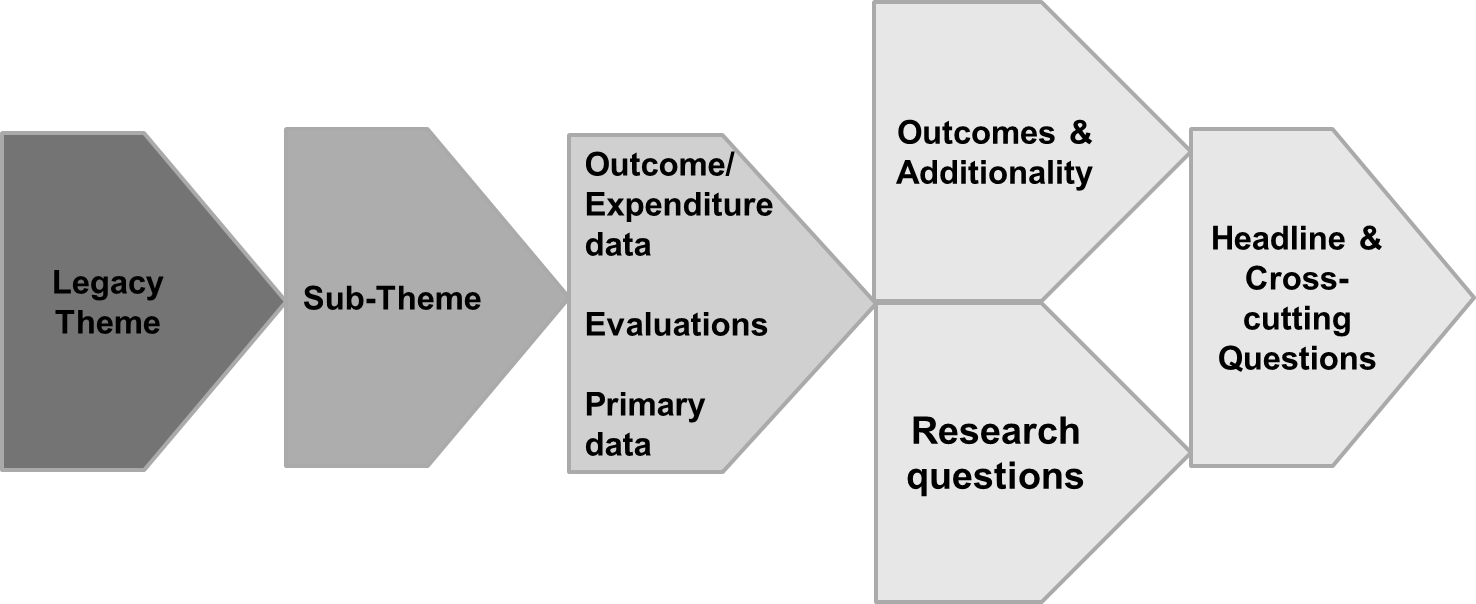 Legacy
Theme
Sub-Theme
Outcome/
Expenditure
data
Evaluations
Primary
data
Outcomes &
Additionality
Research
questions
Headline &
Cross-
cutting
Questions